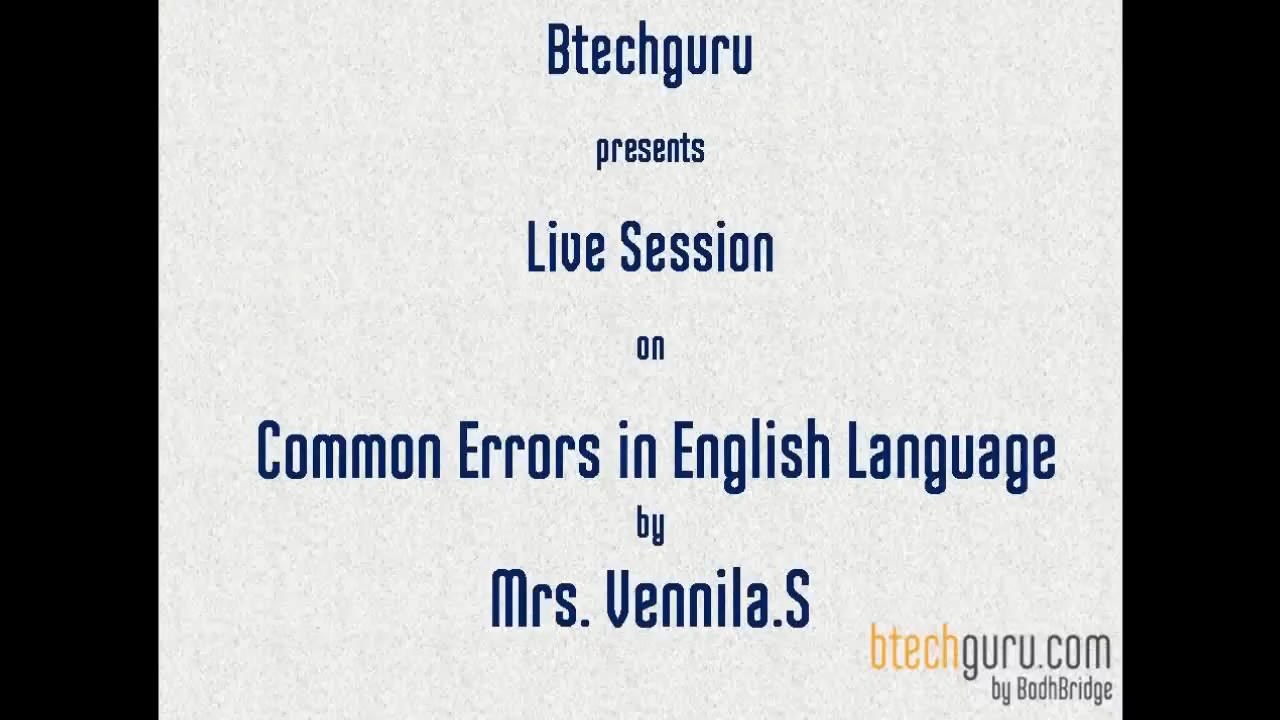 Btechguru
presents
Live Session
on
Common Errors in English Language
by
Mrs. Vennila.S
btechguru.com
by BodhBridge